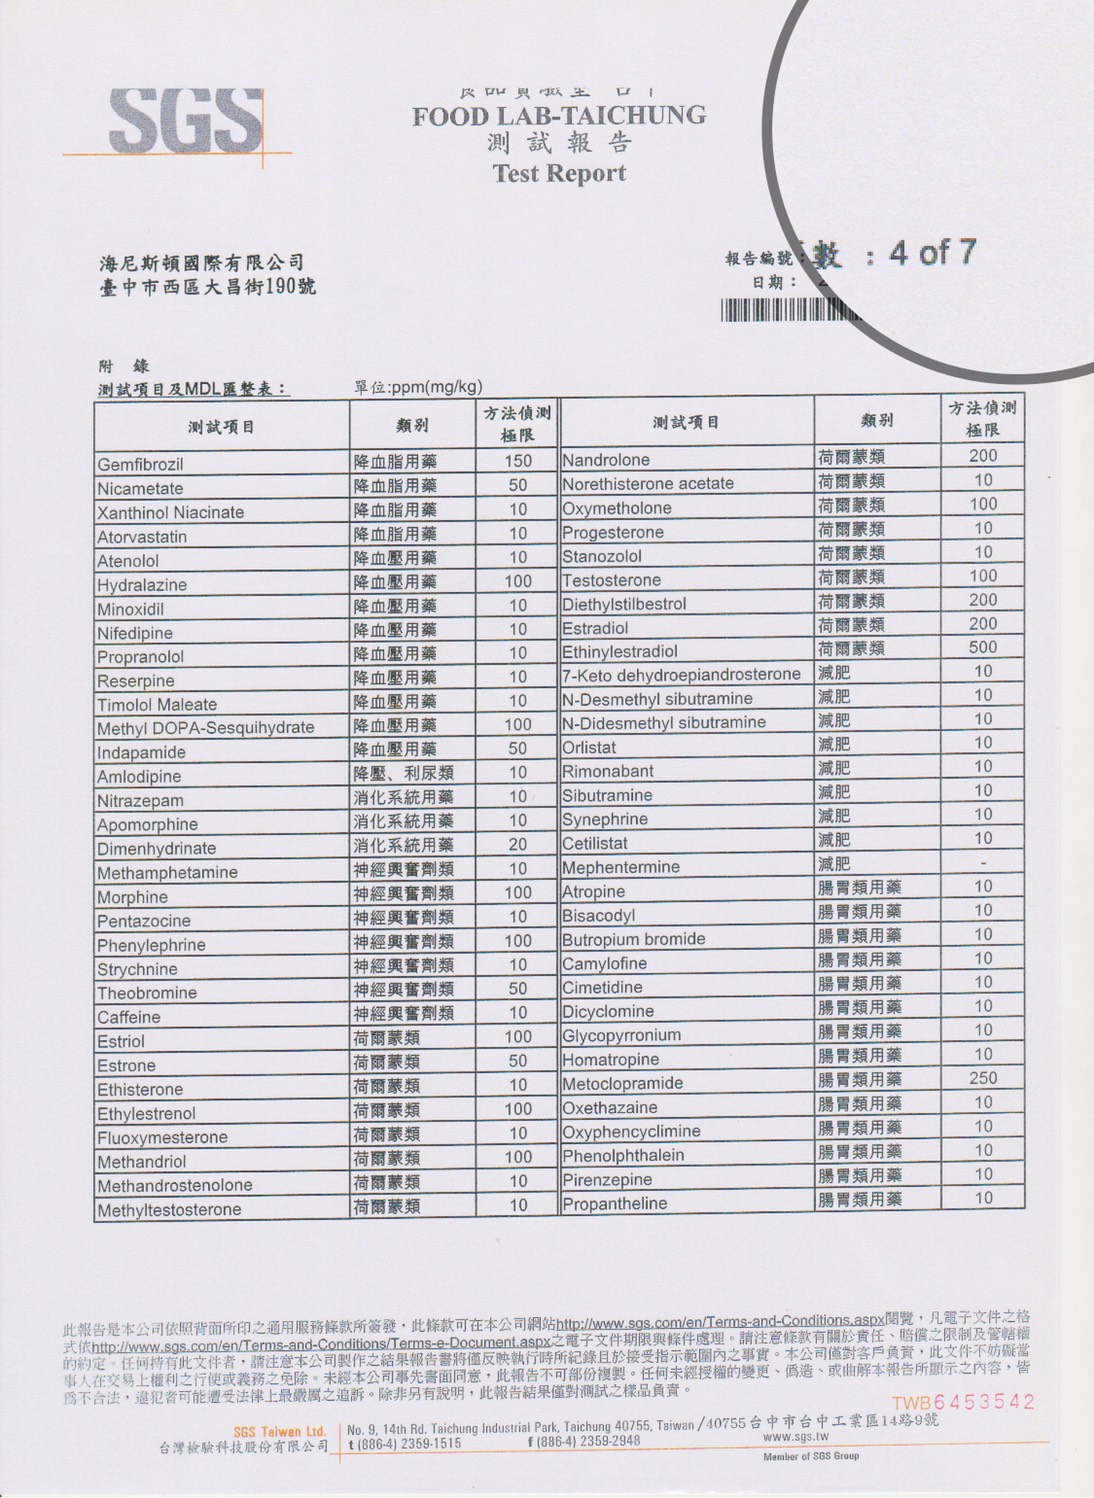 SGS
FOOD LAB-TAICHUNG
測試報告
Test Report
海尼斯頓國際有限公司
臺中市西區大昌街190號
報告編號:
數 : 4 of 7
日期:
附 錄
測試項目及MDL匯整表: 單位:ppm(mg/kg)
測試項目 類別 方法偵測極限 測試項目 類別 方法偵測極限
Gemfibrozil 降血脂用藥 150 Nandrolone 荷爾蒙類 200
Nicametate 降血脂用藥 50 Norethisterone acetate 荷爾蒙類 10
Xanthinol Niacinate 降血脂用藥 10 Oxymetholone 荷爾蒙類 100
Atorvastatin 降血脂用藥 10 Progesterone 荷爾蒙類 10
Atenolol 降血壓用藥 10 Stanozolol 荷爾蒙類 10
Hydralazine 降血壓用藥 100 Testosterone 荷爾蒙類 100
Minoxidil 降血壓用藥 10 Diethylstilbestrol 荷爾蒙類 200
Nifedipine 降血壓用藥 10 Estradiol 荷爾蒙類 200
Propranolol 降血壓用藥 10 Ethinylestradiol 荷爾蒙類 500
Reserpine 降血壓用藥 10 7-Keto dehydroepiandrosterone 減肥 10
Timolol Maleate 降血壓用藥 10 N-Desmethyl sibutramine 減肥 10
Methyl DOPA-Sesquihydrate 降血壓用藥 100 N-Didesmethyl sibutramine 減肥 10
Indapamide 降血壓用藥 50 Orlistat 減肥 10
Amlodipine 降壓、利尿類 10 Rimonabant 減肥 10
Nitrazepam 消化系統用藥 10 Sibutramine 減肥 10
Apomorphine 消化系統用藥 10 Synephrine 減肥 10
Dimenhydrinate 消化系統用藥 20 Cetilistat 減肥 10
Methamphetamine 神經興奮劑類 10 Mephentermine 減肥 -
Morphine 神經興奮劑類 100 Atropine 腸胃類用藥 10
Pentazocine 神經興奮劑類 10 Bisacodyl 腸胃類用藥 10
Phenylephrine 神經興奮劑類 100 Butropium bromide 腸胃類用藥 10
Strychnine 神經興奮劑類 10 Camylofine 腸胃類用藥 10
Theobromine 神經興奮劑類 50 Cimetidine 腸胃類用藥 10
Caffeine 神經興奮劑類 10 Dicyclomine 腸胃類用藥 10
Estriol 荷爾蒙類 100 Glycopyrronium 腸胃類用藥 10
Estrone 荷爾蒙類 50 Homatropine 腸胃類用藥 10
Ethisterone 荷爾蒙類 10 Metoclopramide 腸胃類用藥 250
Ethylestrenol 荷爾蒙類 100 Oxethazaine 腸胃類用藥 10
Fluoxymesterone 荷爾蒙類 10 Oxyphencyclimine 腸胃類用藥 10
Methandriol 荷爾蒙類 100 Phenolphthalein 腸胃類用藥 10
Methandrostenolone 荷爾蒙類 10 Pirenzepine 腸胃類用藥 10
Methyltestosterone 荷爾蒙類 10 Propantheline 腸胃類用藥 10
此報告是本公司依照背面所印之通用服務條款所簽發,此條款可在本公司網站http://www.sgs.com/en/Terms-and-Conditions.aspx閱覽,凡電子文件之格
式依http://www.sgs.com/en/Terms-and-Conditions/Terms-e-Document.aspx之電子文件期限與條件處理。請注意條款有關於責任、賠償之限制及管轄權
的約定。任何持有此文件者,請注意本公司製作之結果報告書將僅反映執行時所紀錄且於接受指示範圍內之事實。本公司僅對客戶負責,此文件不妨礙當
事人在交易上權利之行使或義務之免除。未經本公司事先書面同意,此報告不可部份複製。任何未經授權的變更、偽造、或曲解本報告所顯示之內容,皆
為不合法,違犯者可能遭受法律上最嚴厲之追訴。除非另有說明,此報告結果僅對測試之樣品負責。
TWB6453542
SGS Taiwan Ltd. No. 9, 14th Rd. Taichung Industrial Park, Taichung 40755, Taiwan /40755台中市台中工業區14路9號
台灣檢驗科技股份有限公司 t (886-4) 2359-1515 f (886-4) 2359-2948 www.sgs.tw
Member of SGS Group